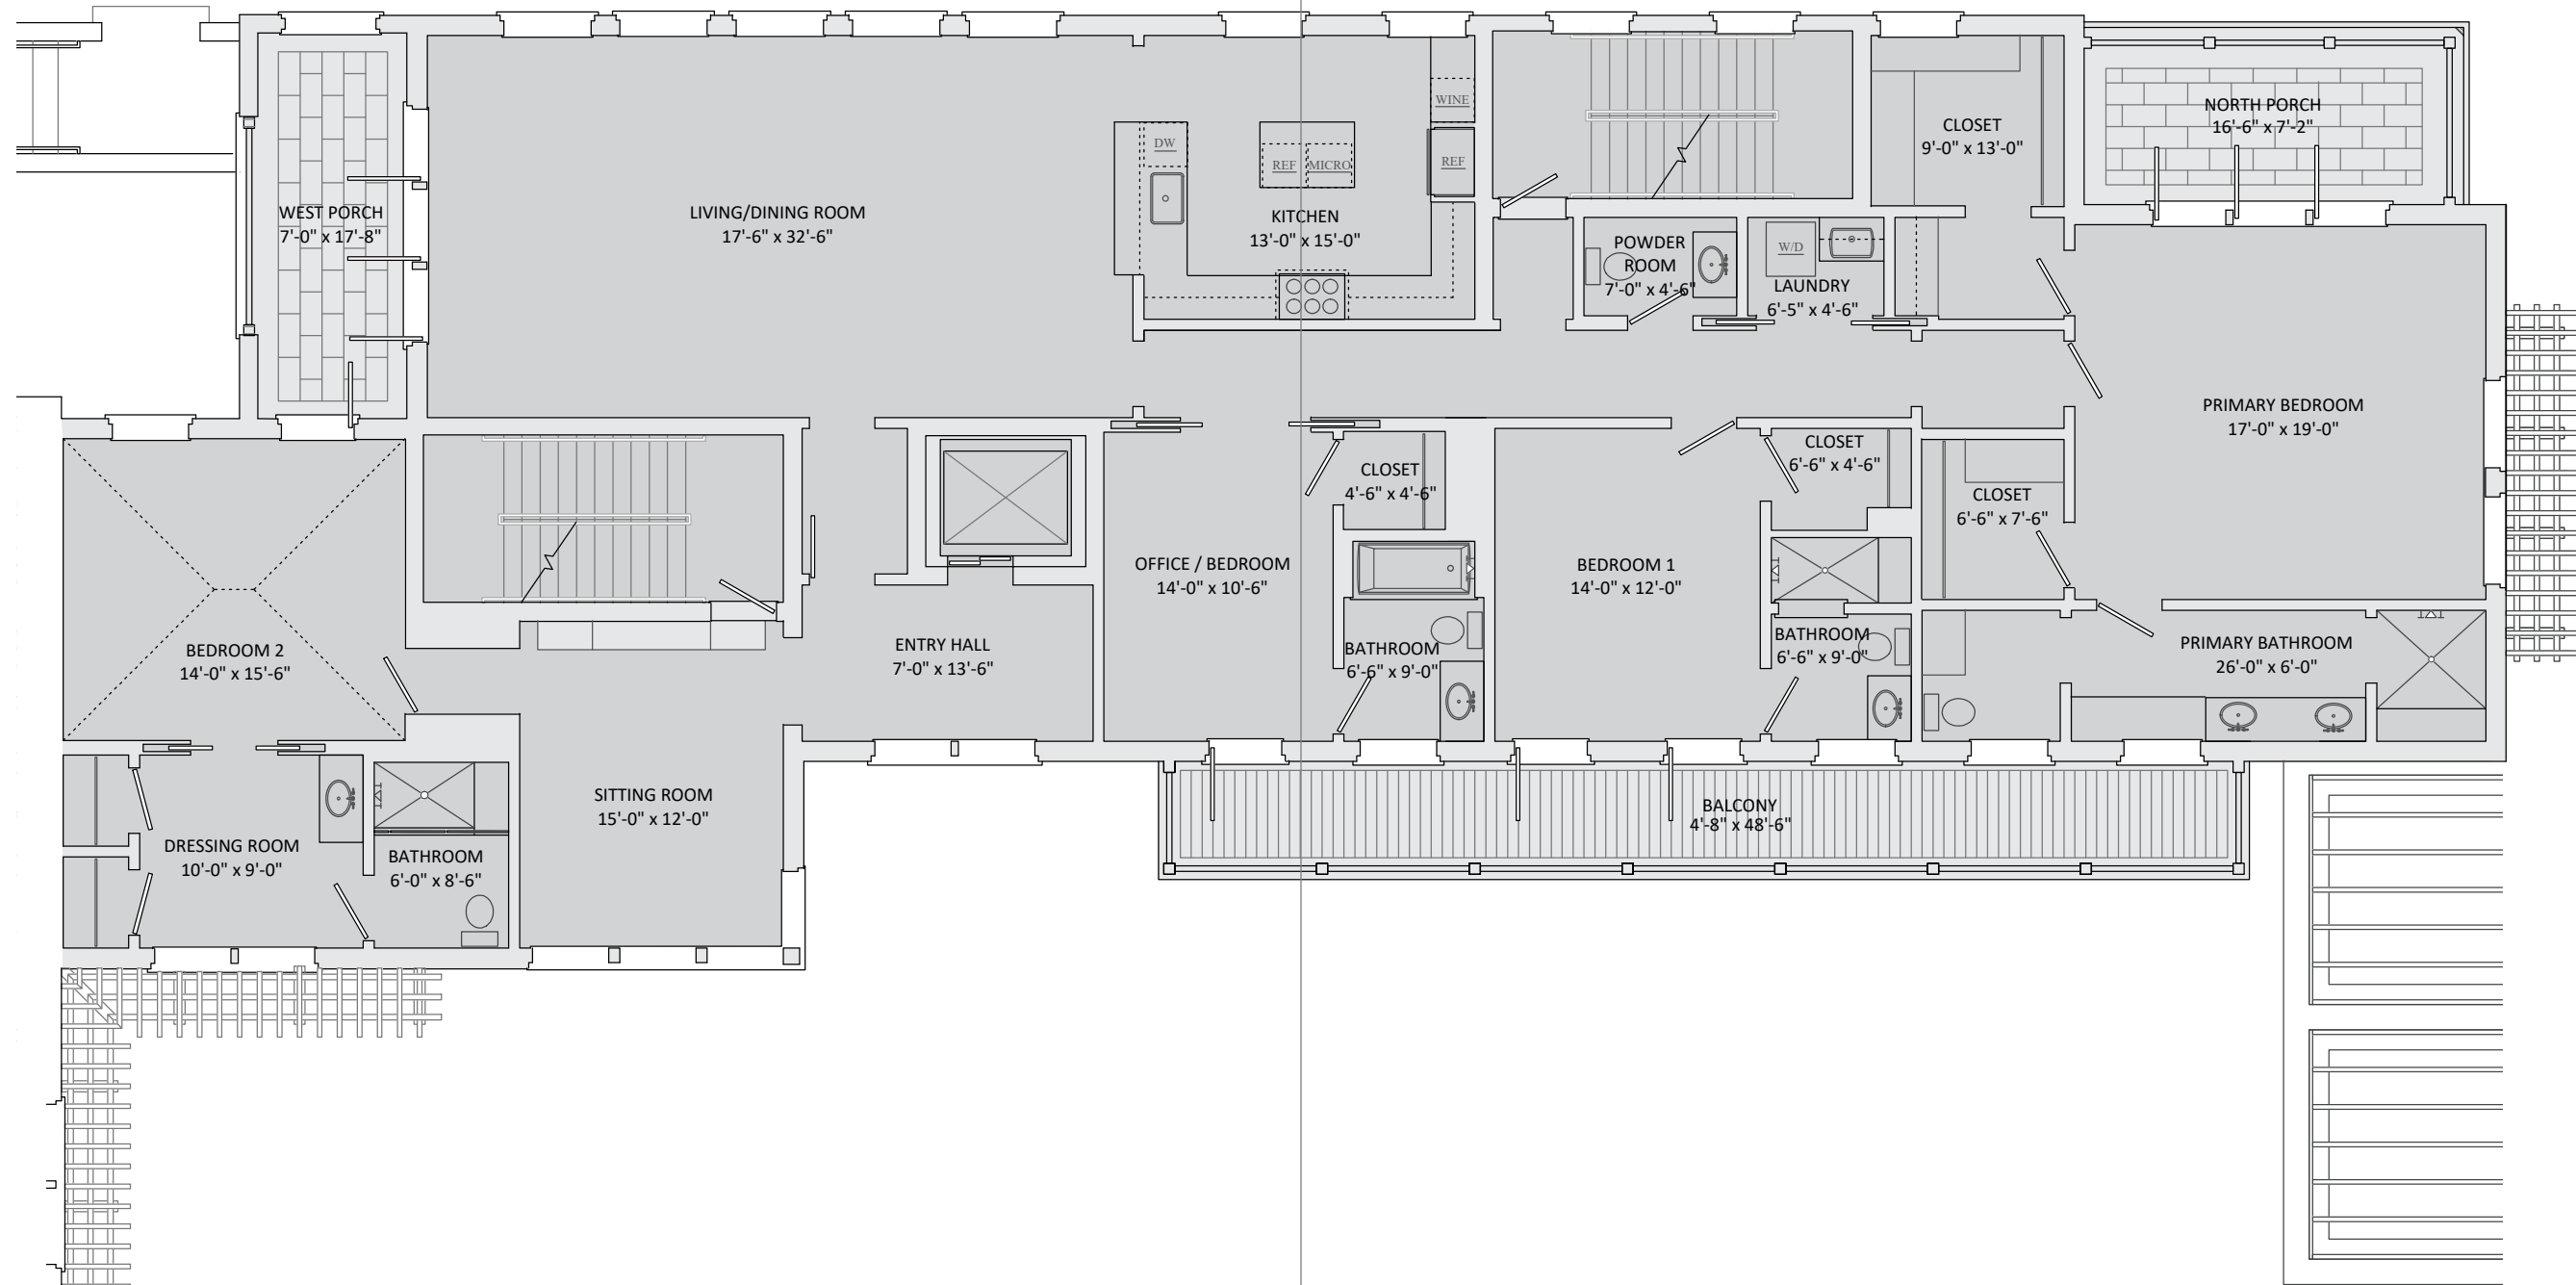 WINE
DW
REF
MICRO
REF
CLOSET
9'-0" x 13'-0"
NORTH PORCH
16'-6" x 7'-2"
WEST PORCH
7'-0" x 17'-8"
LIVING/DINING ROOM
17'-6" x 32'-6"
KITCHEN
13'-0" x 15'-0"
POWDER
ROOM
7'-0" x 4'-6"
W/D
LAUNDRY
6'-5" x 4'-6"
PRIMARY BEDROOM
17'-0" x 19'-0"
CLOSET
4'-6" x 4'-6"
CLOSET
6'-6" x 4'-6"
CLOSET
6'-6" x 7'-6"
OFFICE / BEDROOM
14'-0" x 10'-6"
BEDROOM 1
14'-0" x 12'-0"
BEDROOM 2
14'-0" x 15'-6"
ENTRY HALL
7'-0" x 13'-6"
BATHROOM
6'-6" x 9'-0"
BATHROOM
6'-6" x 9'-0"
PRIMARY BATHROOM
26'-0" x 6'-0"
SITTING ROOM
15'-0" x 12'-0"
BALCONY
4'-8" x 48'-6"
DRESSING ROOM
10'-0" x 9'-0"
BATHROOM
6'-0" x 8'-6"